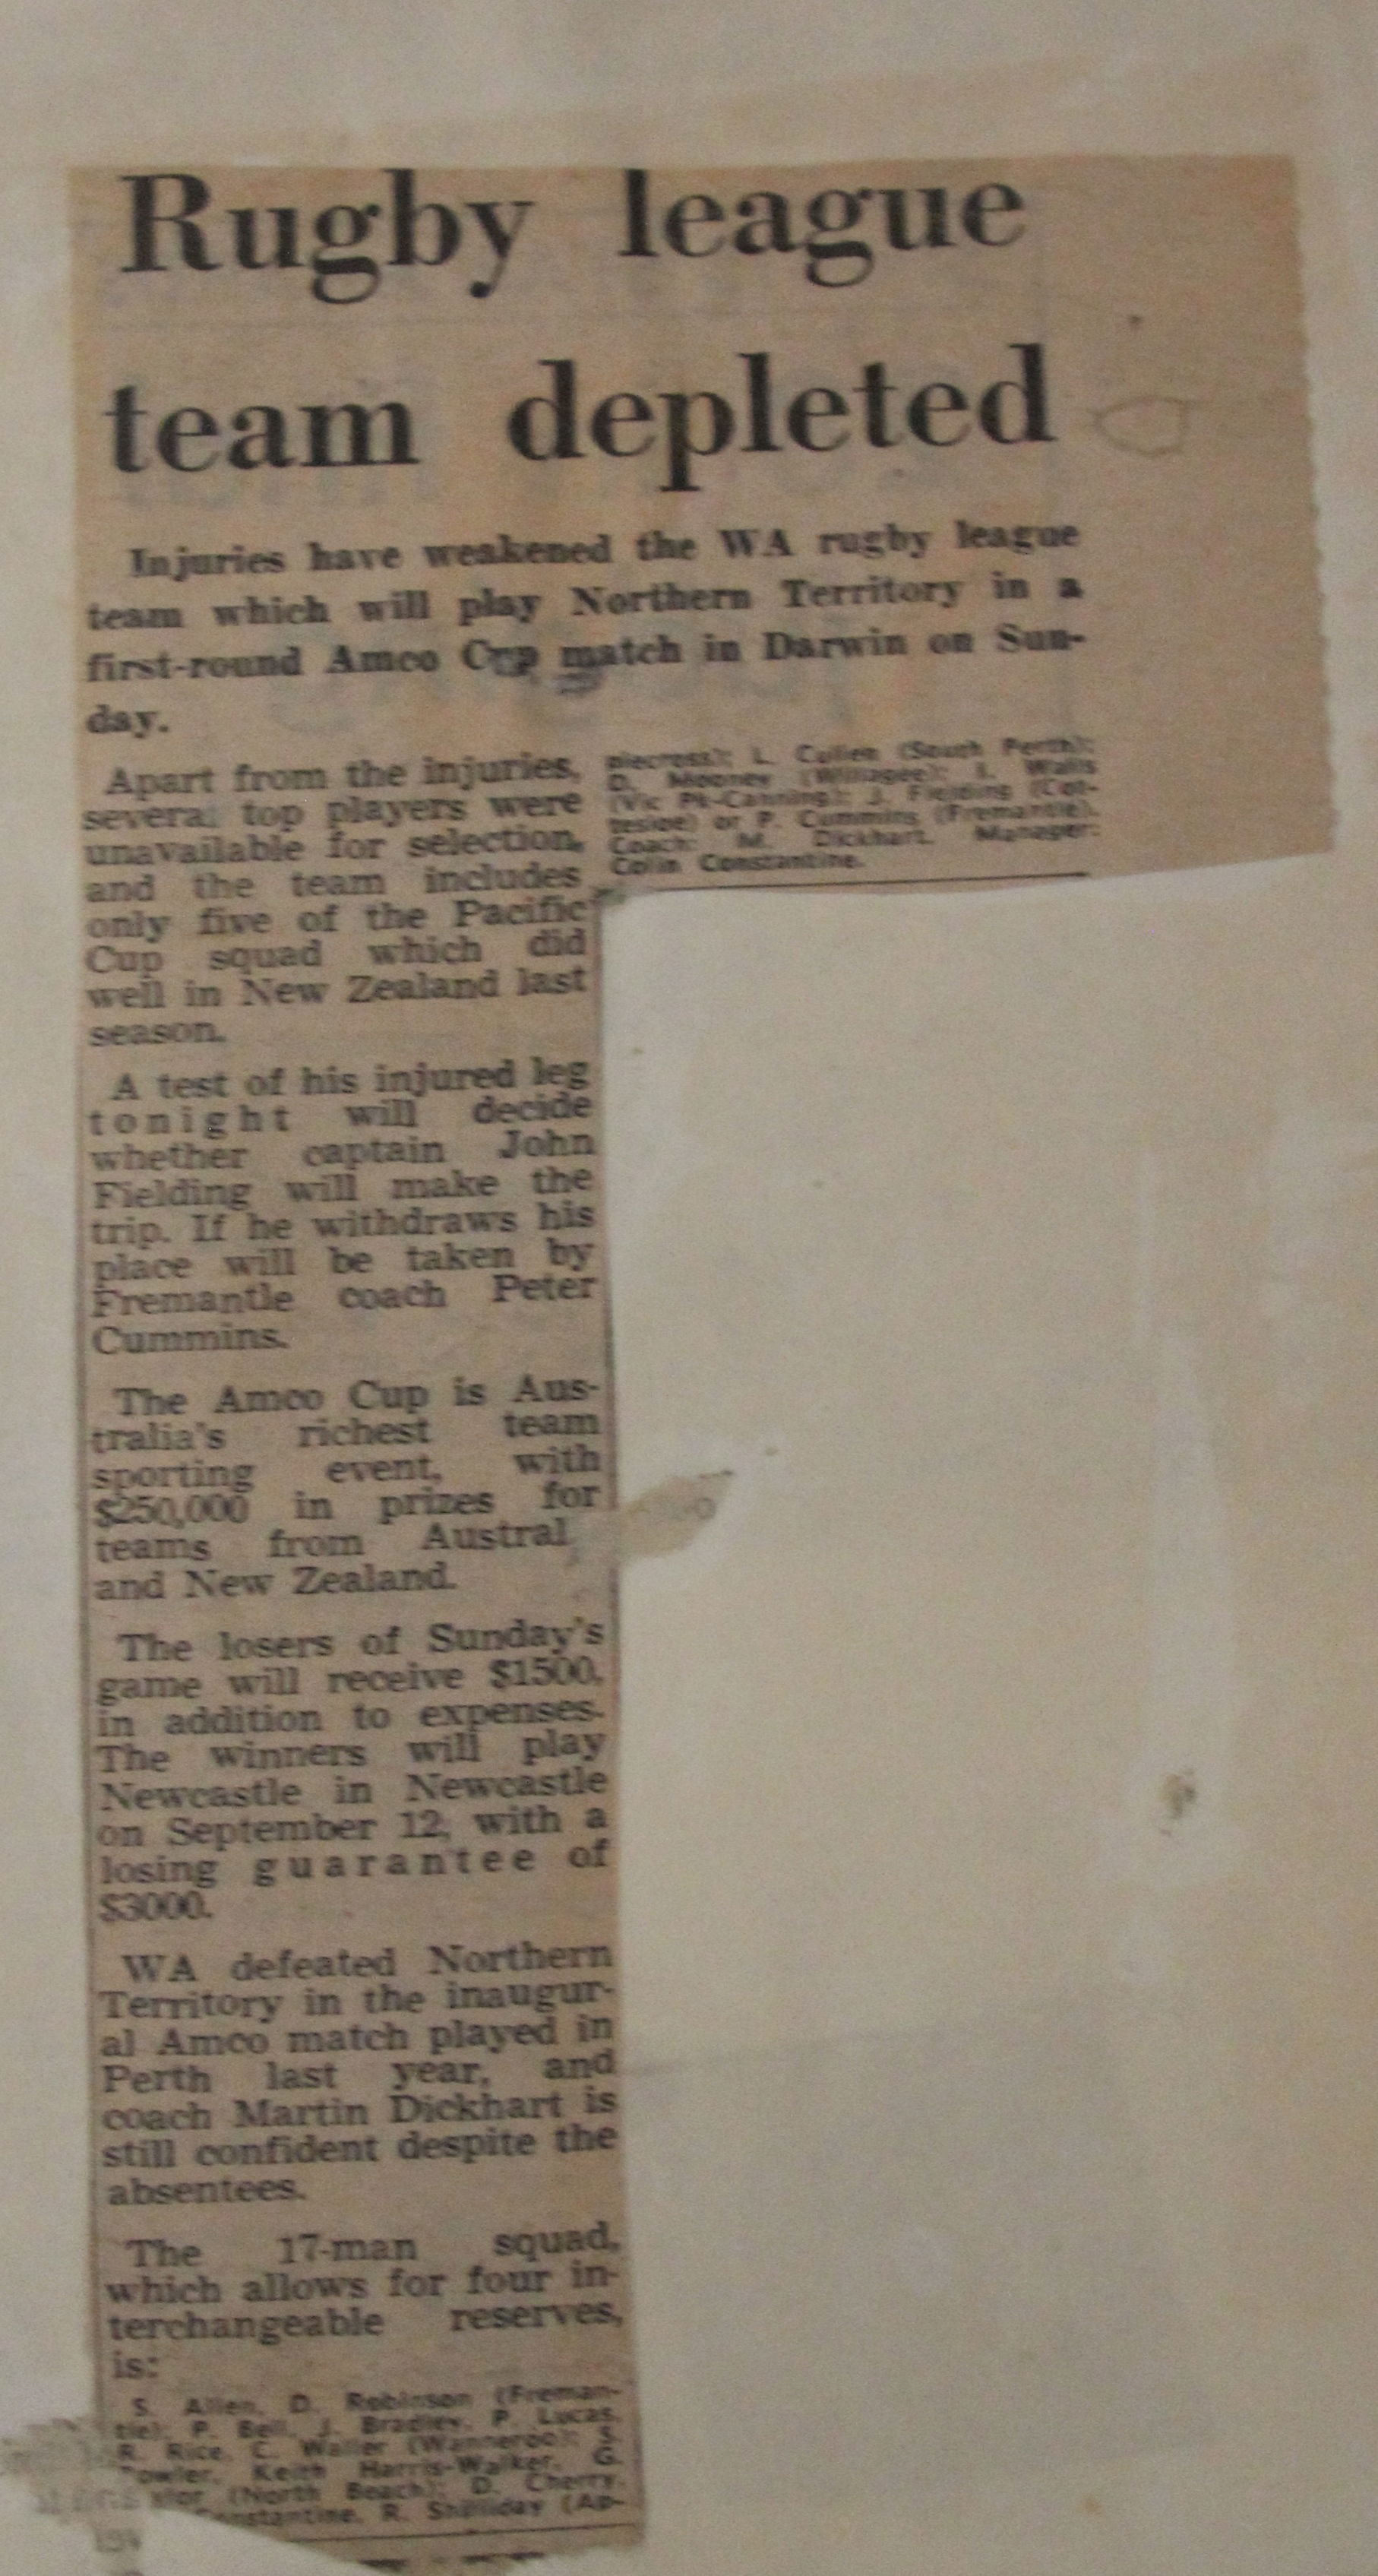 Rugby league
team depleted
Injuries have weakened the WA rugby league
team which will play Northern Territory in a
first-round Amco Cup match in Darwin on Sun-
day.
Apart from the injuries,
several top players were
unavailable for selection,
and the team includes
only five of the Pacific
Cup squad which did
well in New Zealand last
season.
A test of his injured leg
tonight will decide
whether captain John
Fielding will make the
trip. If he withdraws his
place will be taken by
Fremantle coach Peter
Cummins.
The Amco Cup is Aus-
tralia's richest team
sporting event, with
$250,000 in prizes for
teams from Austral
and New Zealand.
The losers of Sunday's
game will receive $1500,
in addition to expenses.
The winners will play
Newcastle in Newcastle
on September 12, with a
losing guarantee of
$3000.
WA defeated Northern
Territory in the inaugur-
al Amco match played in
Perth last year, and
coach Martin Dickhart is
still confident despite the
absentees.
The 17-man squad,
which allows for four in-
terchangeable reserves,
is:
S. Allen, D. Robinson (Freman-
tle); P. Bell, J. Bradley, P. Lucas,
R. Rice, C. Waller (Wanneroo); S.
Fowler, Keith Harris-Walker, G.
(North Beach); D. Cherry,
nstantine, R. Shilliday (Ap-
plecross); L. Cullen (South Perth);
D. Mooney (Willagee); I. Walls
(Vic Pk-Canning); J. Fielding (Cot-
tesloe) or P. Cummins (Fremantle).
Coach: M. Dickhart. Manager:
Colin Constantine.